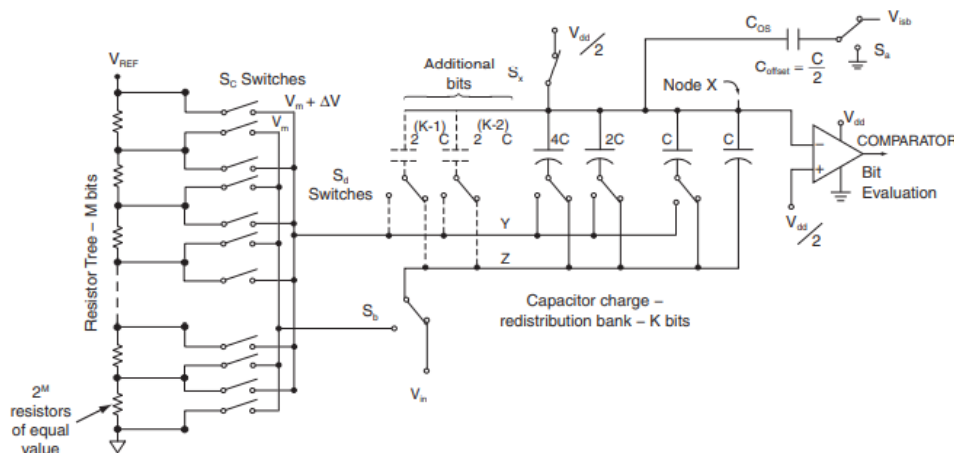 V_REF
S_C Switches
V_m + ΔV
V_m
Resistor Tree – M bits
2^M
resistors
of equal
value
Additional
bits
S_x
V_dd/2
C_OS
C_offset = C/2
V_isb
S_a
Node X
2^(K-1) C
2^(K-2) C
4C
2C
C
C
S_d
Switches
Y
Z
S_b
V_in
Capacitor charge –
redistribution bank – K bits
V_dd
COMPARATOR
–
+
Bit
Evaluation
V_dd/2